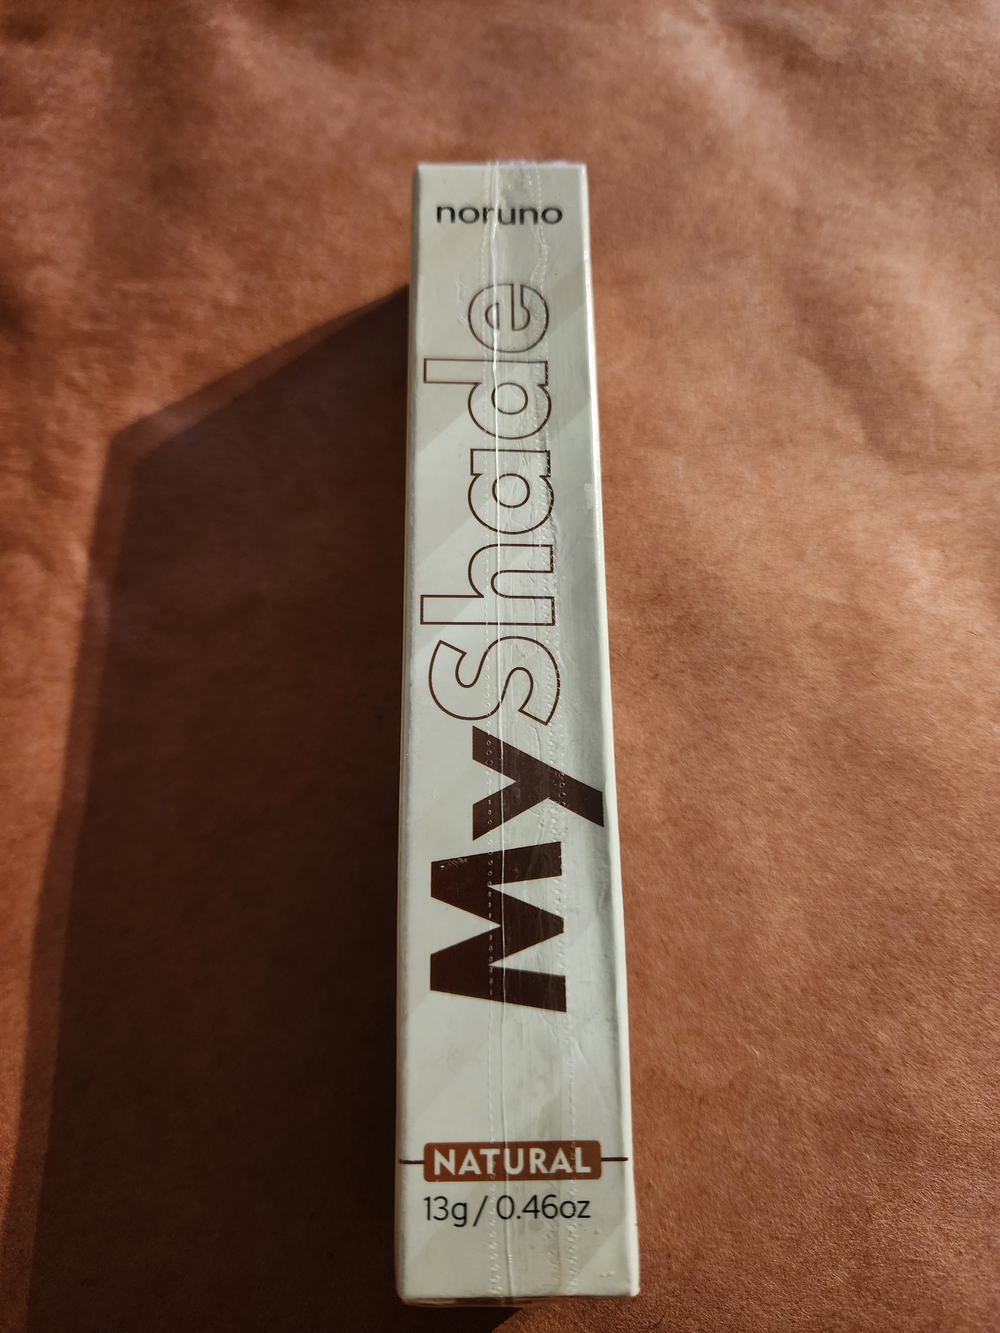 noruno
MyShade
NATURAL
13g / 0.46oz